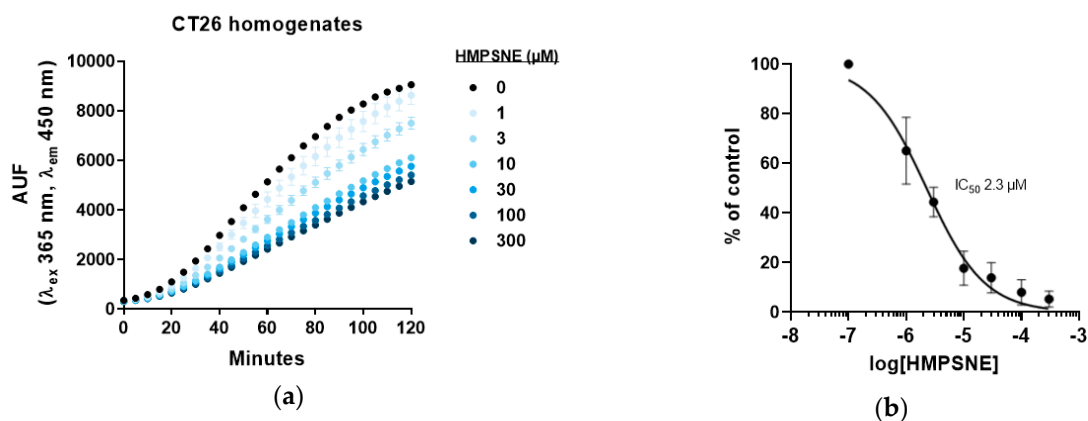 CT26 homogenates
HMPSNE (µM)
0
1
3
10
30
100
300
10000
8000
6000
4000
2000
0
AUF
(λex 365 nm, λem 450 nm)
0 20 40 60 80 100 120
Minutes
(a)
100
80
60
40
20
0
% of control
IC50 2.3 µM
-8 -7 -6 -5 -4 -3
log[HMPSNE]
(b)